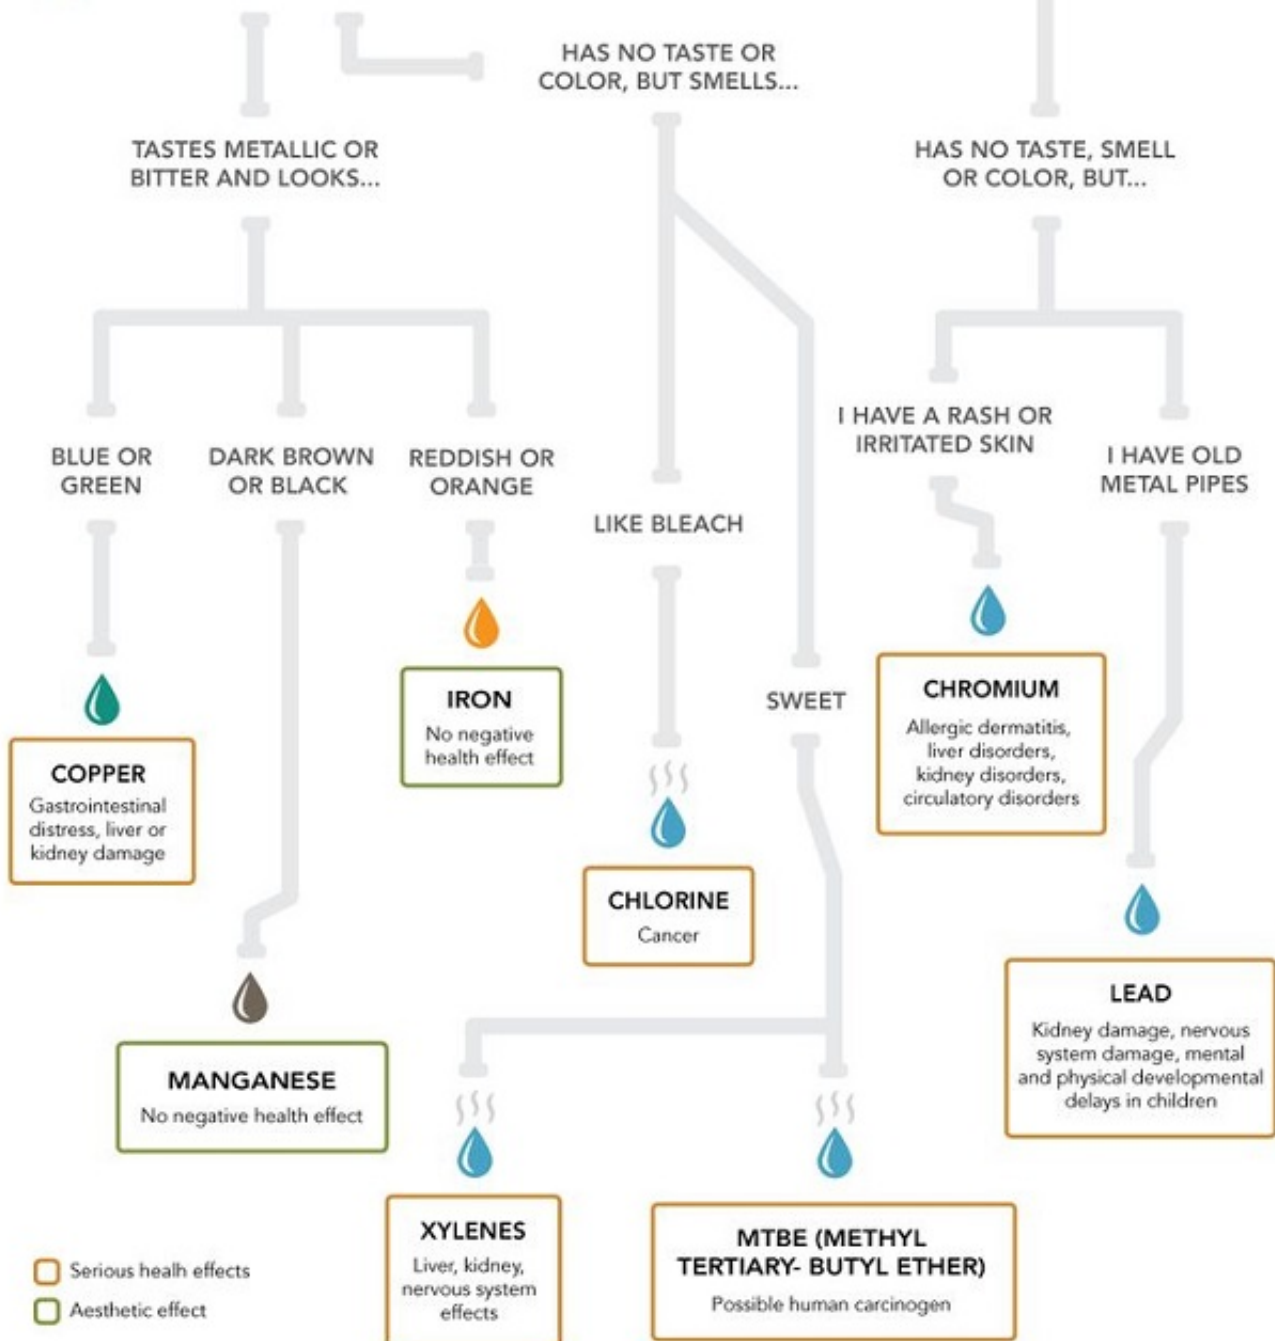 HAS NO TASTE OR
COLOR, BUT SMELLS...
TASTES METALLIC OR
BITTER AND LOOKS...
HAS NO TASTE, SMELL
OR COLOR, BUT...
BLUE OR
GREEN
DARK BROWN
OR BLACK
REDDISH OR
ORANGE
LIKE BLEACH
I HAVE A RASH OR
IRRITATED SKIN
I HAVE OLD
METAL PIPES
SWEET
COPPER
Gastrointestinal
distress, liver or
kidney damage
IRON
No negative
health effect
CHROMIUM
Allergic dermatitis,
liver disorders,
kidney disorders,
circulatory disorders
CHLORINE
Cancer
LEAD
Kidney damage, nervous
system damage, mental
and physical developmental
delays in children
MANGANESE
No negative health effect
XYLENES
Liver, kidney,
nervous system
effects
MTBE (METHYL
TERTIARY- BUTYL ETHER)
Possible human carcinogen
Serious healh effects
Aesthetic effect